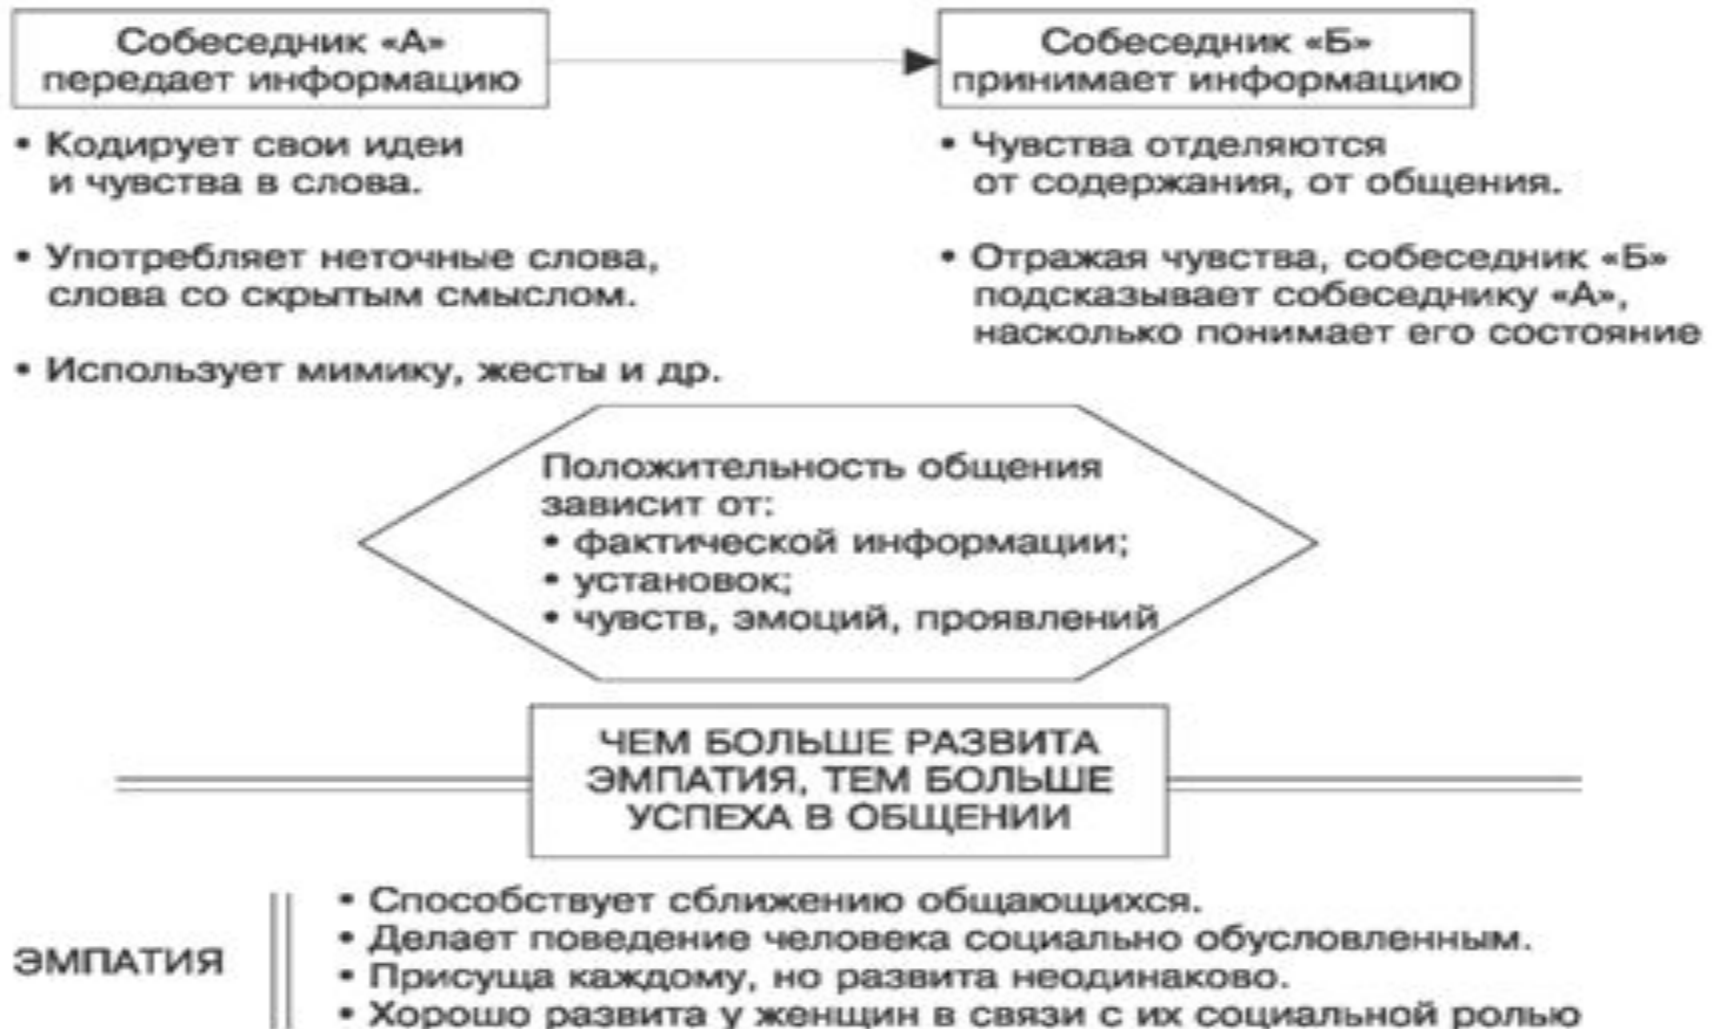 Собеседник «А»
передает информацию
Собеседник «Б»
принимает информацию
• Кодирует свои идеи
и чувства в слова.
• Употребляет неточные слова,
слова со скрытым смыслом.
• Использует мимику, жесты и др.
• Чувства отделяются
от содержания, от общения.
• Отражая чувства, собеседник «Б»
подсказывает собеседнику «А»,
насколько понимает его состояние
Положительность общения
зависит от:
• фактической информации;
• установок;
• чувств, эмоций, проявлений
ЧЕМ БОЛЬШЕ РАЗВИТА
ЭМПАТИЯ, ТЕМ БОЛЬШЕ
УСПЕХА В ОБЩЕНИИ
ЭМПАТИЯ
• Способствует сближению общающихся.
• Делает поведение человека социально обусловленным.
• Присуща каждому, но развита неодинаково.
• Хорошо развита у женщин в связи с их социальной ролью